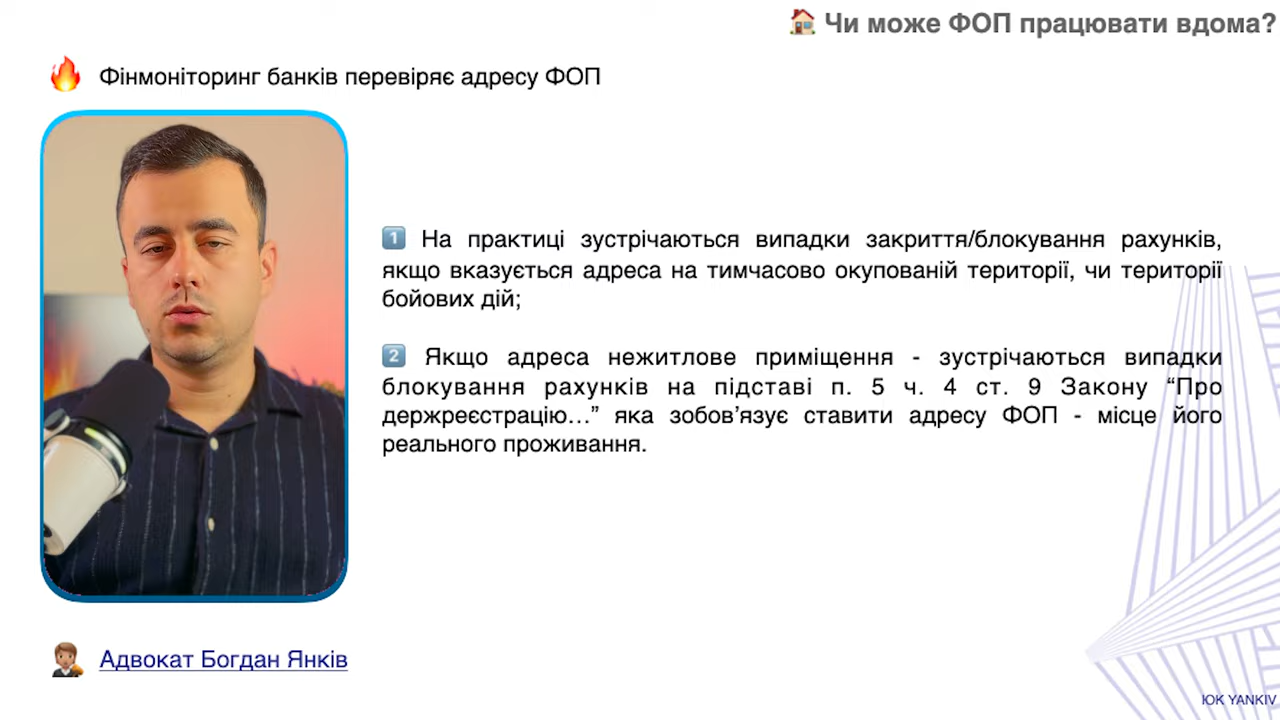 🏠 Чи може ФОП працювати вдома?
🔥 Фінмоніторинг банків перевіряє адресу ФОП
1️⃣ На практиці зустрічаються випадки закриття/блокування рахунків,
якщо вказується адреса на тимчасово окупованій території, чи території
бойових дій;
2️⃣ Якщо адреса нежитлове приміщення - зустрічаються випадки
блокування рахунків на підставі п. 5 ч. 4 ст. 9 Закону “Про
держреєстрацію…” яка зобов’язує ставити адресу ФОП - місце його
реального проживання.
Адвокат Богдан Янків
ЮК YANKIV